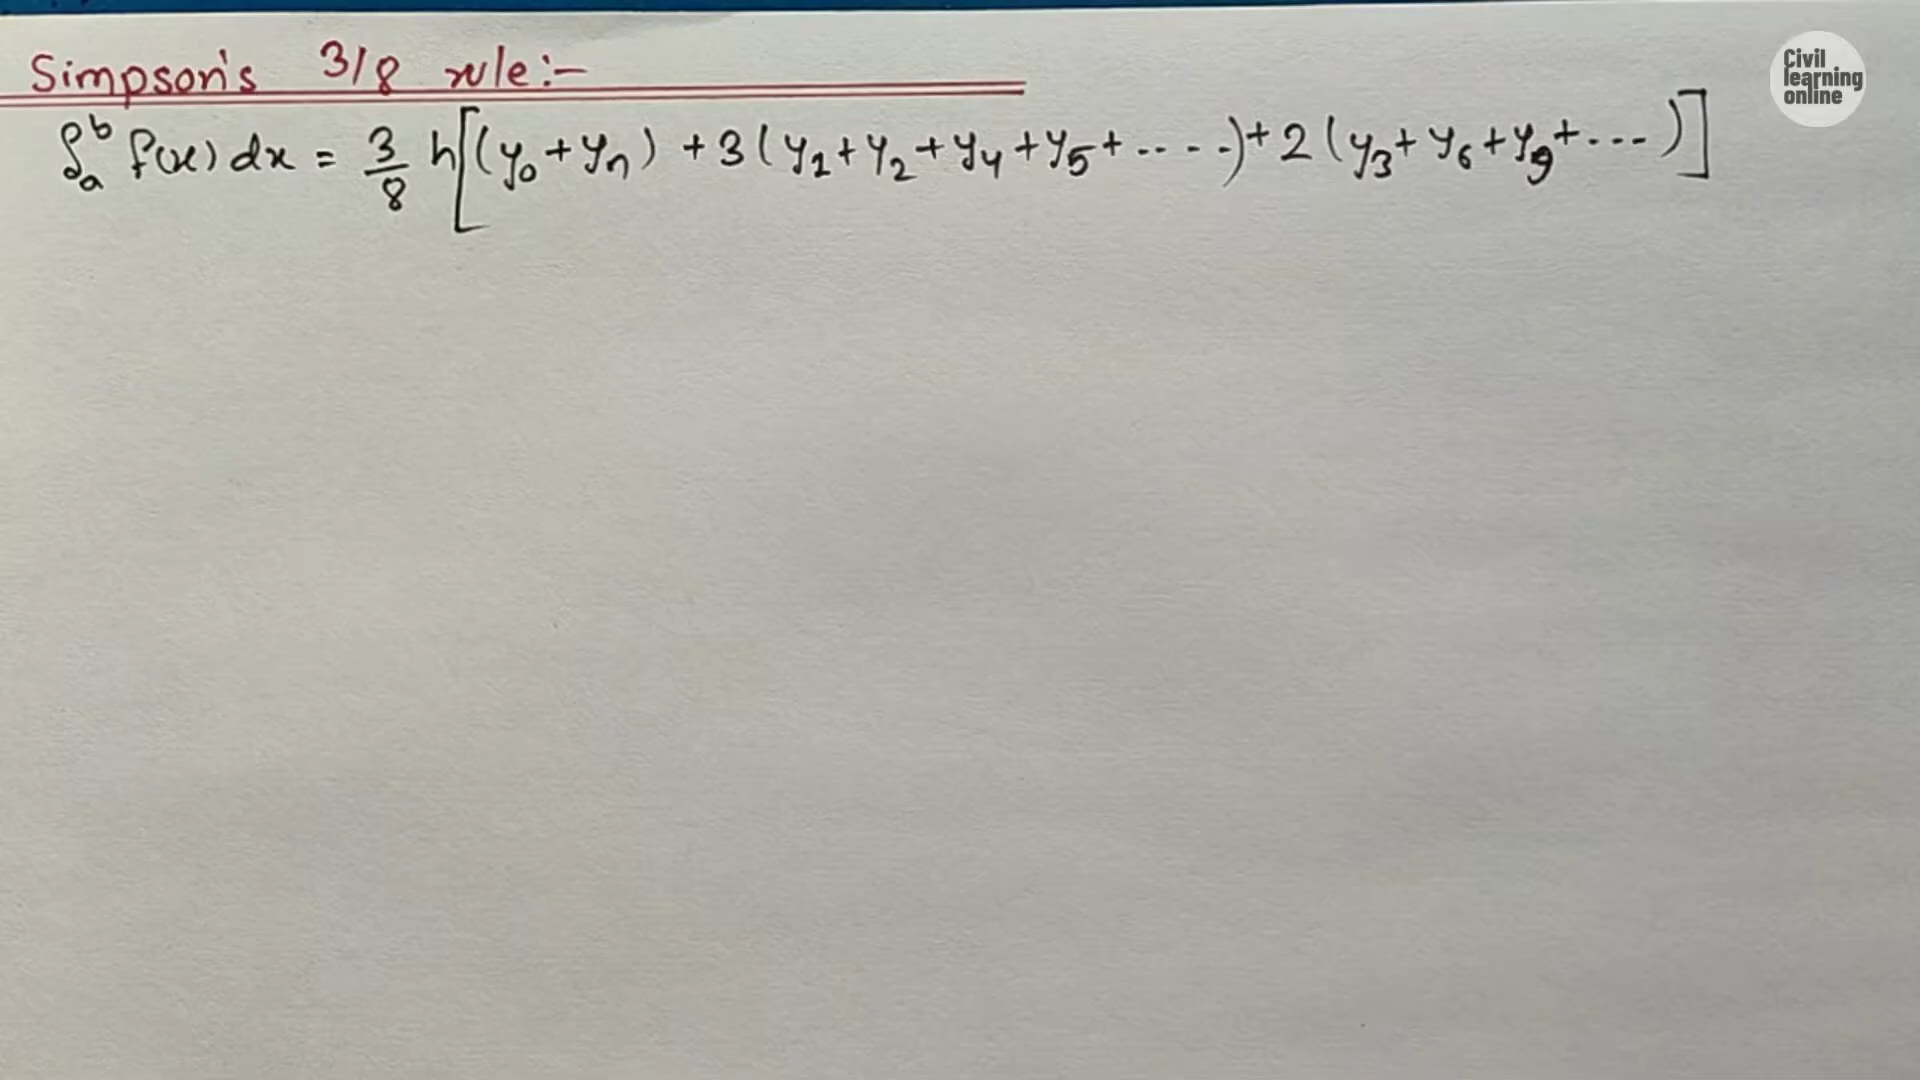 Simpson's 3/8 rule:-
∫ₐᵇ f(x) dx = 3/8 h[(y₀+yₙ) +3(y₁+y₂+y₄+y₅+.....)+2(y₃+y₆+y₉+...)]
Civil
learning
online